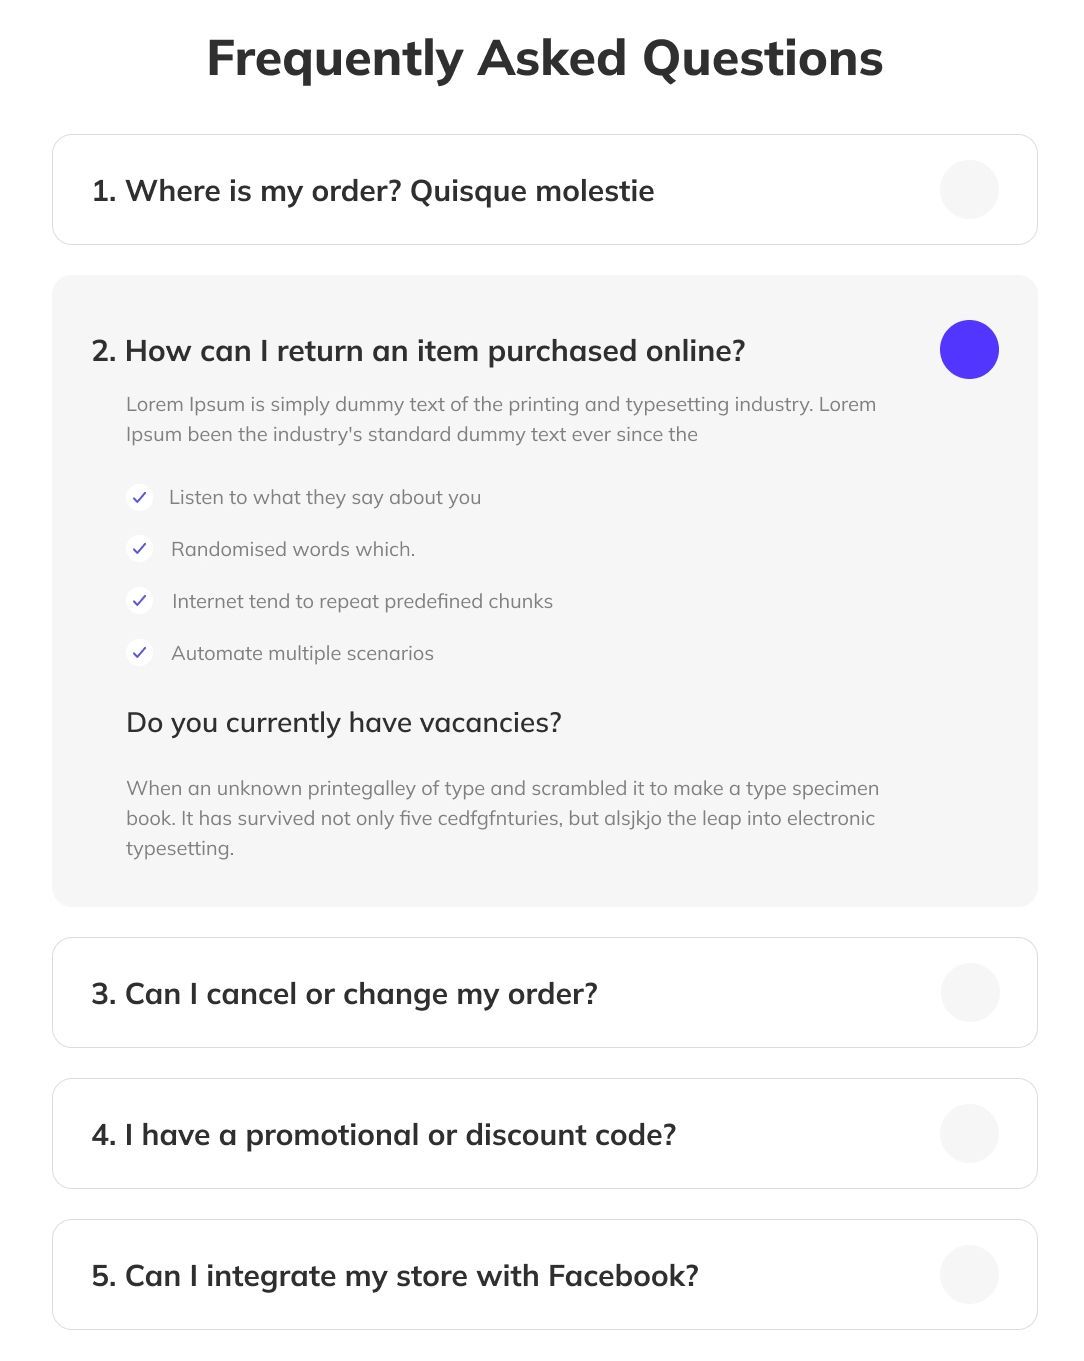 Frequently Asked Questions
1. Where is my order? Quisque molestie
2. How can I return an item purchased online?
Lorem Ipsum is simply dummy text of the printing and typesetting industry. Lorem
Ipsum been the industry's standard dummy text ever since the
Listen to what they say about you
Randomised words which.
Internet tend to repeat predefined chunks
Automate multiple scenarios
Do you currently have vacancies?
When an unknown printegalley of type and scrambled it to make a type specimen
book. It has survived not only five cedfgfnturies, but alsjkjo the leap into electronic
typesetting.
3. Can I cancel or change my order?
4. I have a promotional or discount code?
5. Can I integrate my store with Facebook?